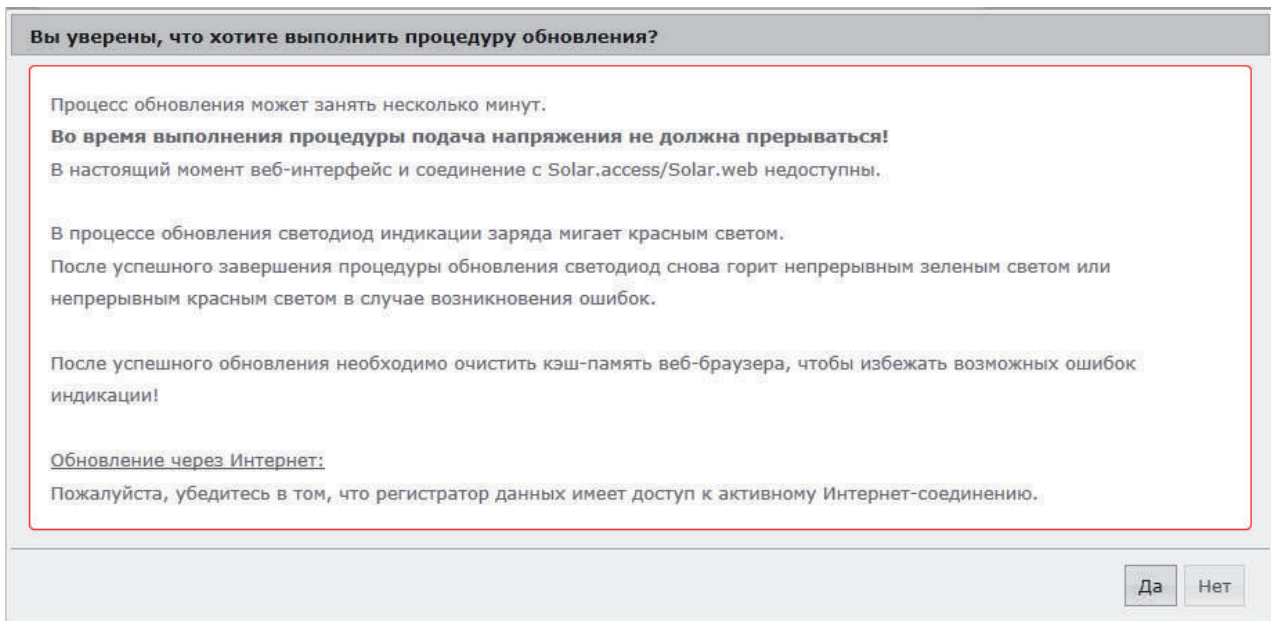 Вы уверены, что хотите выполнить процедуру обновления?
Процесс обновления может занять несколько минут.
Во время выполнения процедуры подача напряжения не должна прерываться!
В настоящий момент веб-интерфейс и соединение с Solar.access/Solar.web недоступны.
В процессе обновления светодиод индикации заряда мигает красным светом.
После успешного завершения процедуры обновления светодиод снова горит непрерывным зеленым светом или
непрерывным красным светом в случае возникновения ошибок.
После успешного обновления необходимо очистить кэш-память веб-браузера, чтобы избежать возможных ошибок
индикации!
Обновление через Интернет:
Пожалуйста, убедитесь в том, что регистратор данных имеет доступ к активному Интернет-соединению.
Да Нет